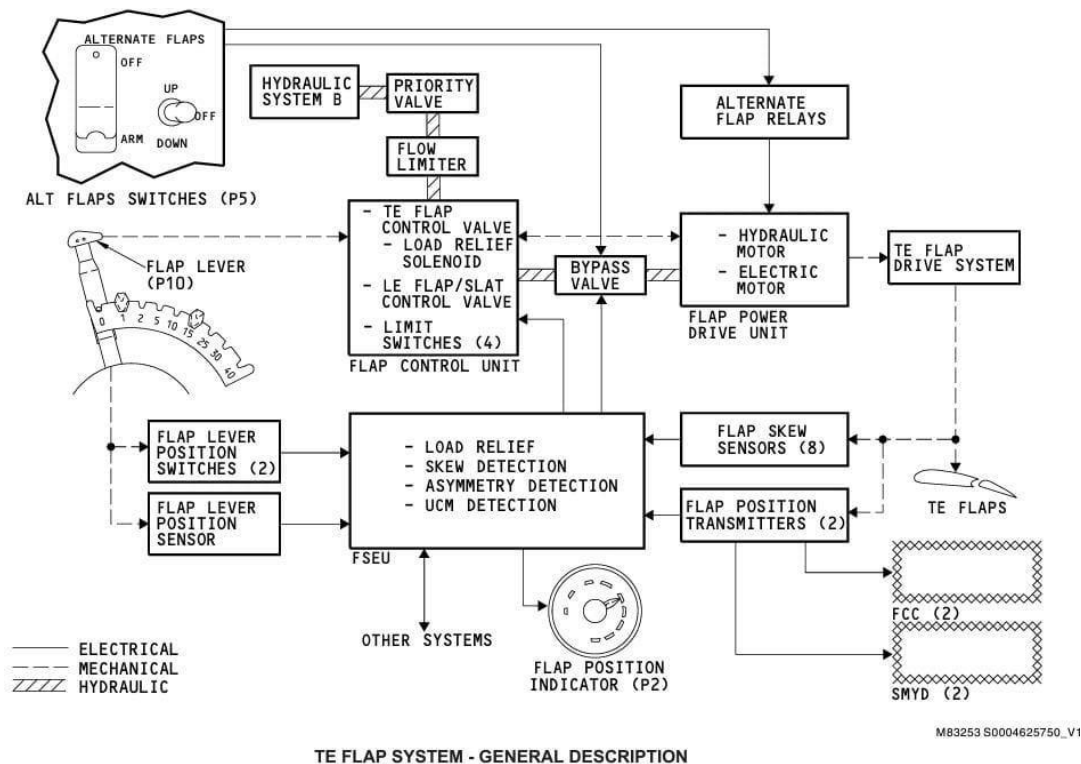 ALTERNATE FLAPS
OFF
UP
OFF
ARM
DOWN
ALT FLAPS SWITCHES (P5)
HYDRAULIC
SYSTEM B
PRIORITY
VALVE
FLOW
LIMITER
ALTERNATE
FLAP RELAYS
FLAP LEVER
(P10)
0 1 2 5 10 15 25 30 40
- TE FLAP
CONTROL VALVE
- LOAD RELIEF
SOLENOID
- LE FLAP/SLAT
CONTROL VALVE
- LIMIT
SWITCHES (4)
FLAP CONTROL UNIT
BYPASS
VALVE
- HYDRAULIC
MOTOR
- ELECTRIC
MOTOR
FLAP POWER
DRIVE UNIT
TE FLAP
DRIVE SYSTEM
FLAP LEVER
POSITION
SWITCHES (2)
FLAP LEVER
POSITION
SENSOR
- LOAD RELIEF
- SKEW DETECTION
- ASYMMETRY DETECTION
- UCM DETECTION
FSEU
FLAP SKEW
SENSORS (8)
FLAP POSITION
TRANSMITTERS (2)
TE FLAPS
FCC (2)
SMYD (2)
OTHER SYSTEMS
FLAP POSITION
INDICATOR (P2)
ELECTRICAL
MECHANICAL
HYDRAULIC
M83253 S0004625750_V1
TE FLAP SYSTEM - GENERAL DESCRIPTION